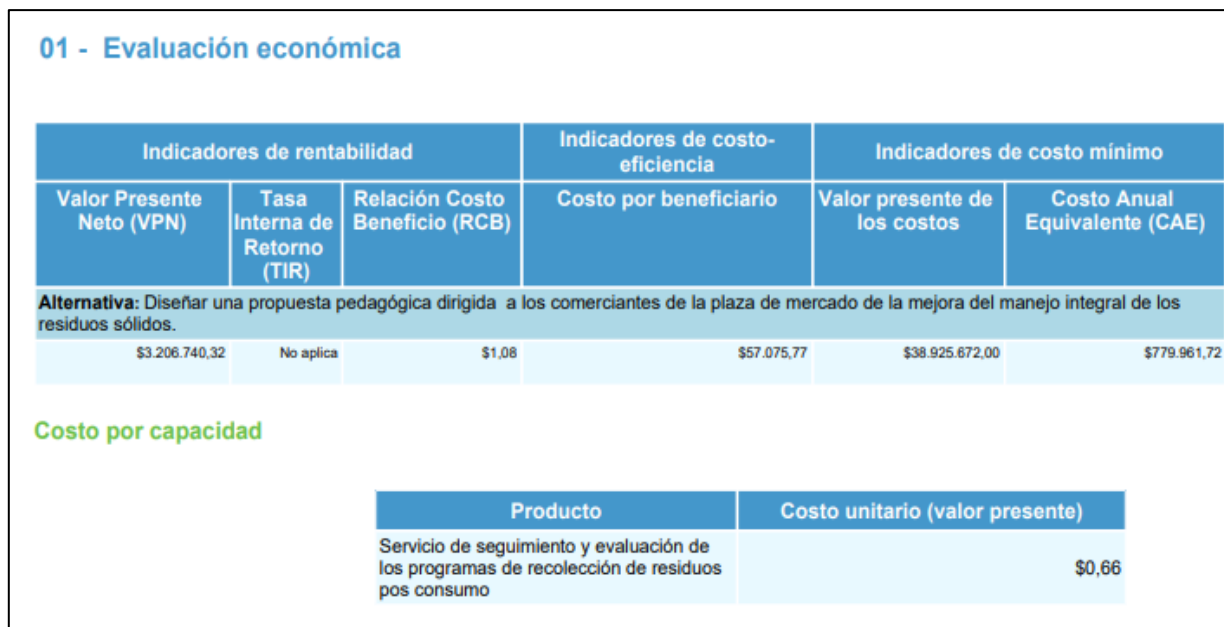 01 - Evaluación económica
Indicadores de rentabilidad
Indicadores de costo-
eficiencia
Indicadores de costo mínimo
Valor Presente
Neto (VPN)
Tasa
Interna de
Retorno
(TIR)
Relación Costo
Beneficio (RCB)
Costo por beneficiario
Valor presente de
los costos
Costo Anual
Equivalente (CAE)
Alternativa: Diseñar una propuesta pedagógica dirigida a los comerciantes de la plaza de mercado de la mejora del manejo integral de los
residuos sólidos.
$3.206.740,32 No aplica $1,08 $57.075,77 $38.925.672,00 $779.961,72
Costo por capacidad
Producto Costo unitario (valor presente)
Servicio de seguimiento y evaluación de
los programas de recolección de residuos
pos consumo
$0,66